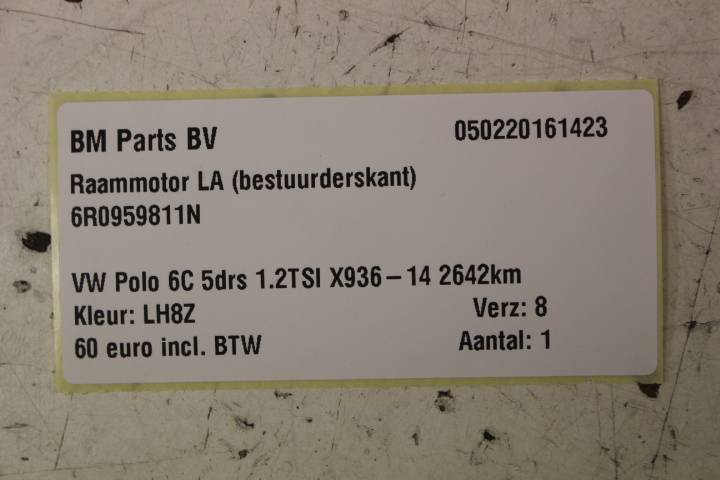 BM Parts BV 050220161423
Raammotor LA (bestuurderskant)
6R0959811N
VW Polo 6C 5drs 1.2TSI X936-14 2642km
Kleur: LH8Z Verz: 8
60 euro incl. BTW Aantal: 1